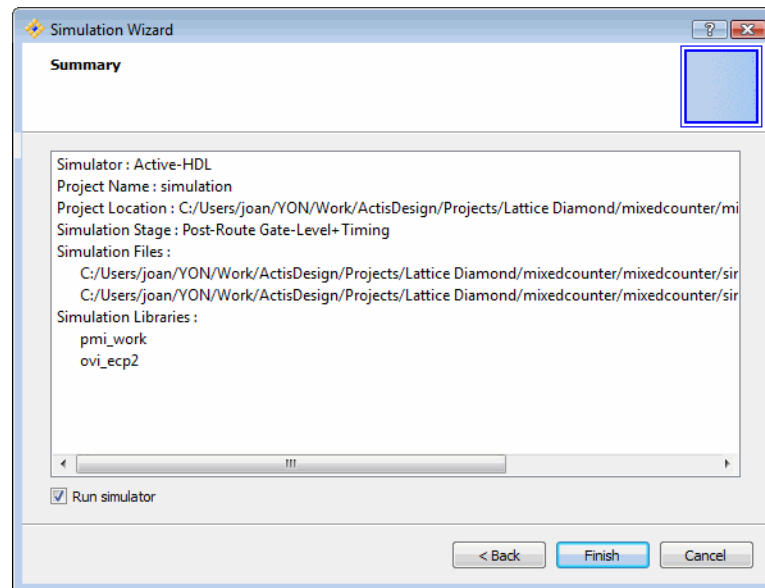 Simulation Wizard
Summary
Simulator : Active-HDL
Project Name : simulation
Project Location : C:/Users/joan/YON/Work/ActisDesign/Projects/Lattice Diamond/mixedcounter/mi
Simulation Stage : Post-Route Gate-Level+Timing
Simulation Files :
C:/Users/joan/YON/Work/ActisDesign/Projects/Lattice Diamond/mixedcounter/mixedcounter/sir
C:/Users/joan/YON/Work/ActisDesign/Projects/Lattice Diamond/mixedcounter/mixedcounter/sir
Simulation Libraries :
pmi_work
ovi_ecp2
Run simulator
< Back Finish Cancel